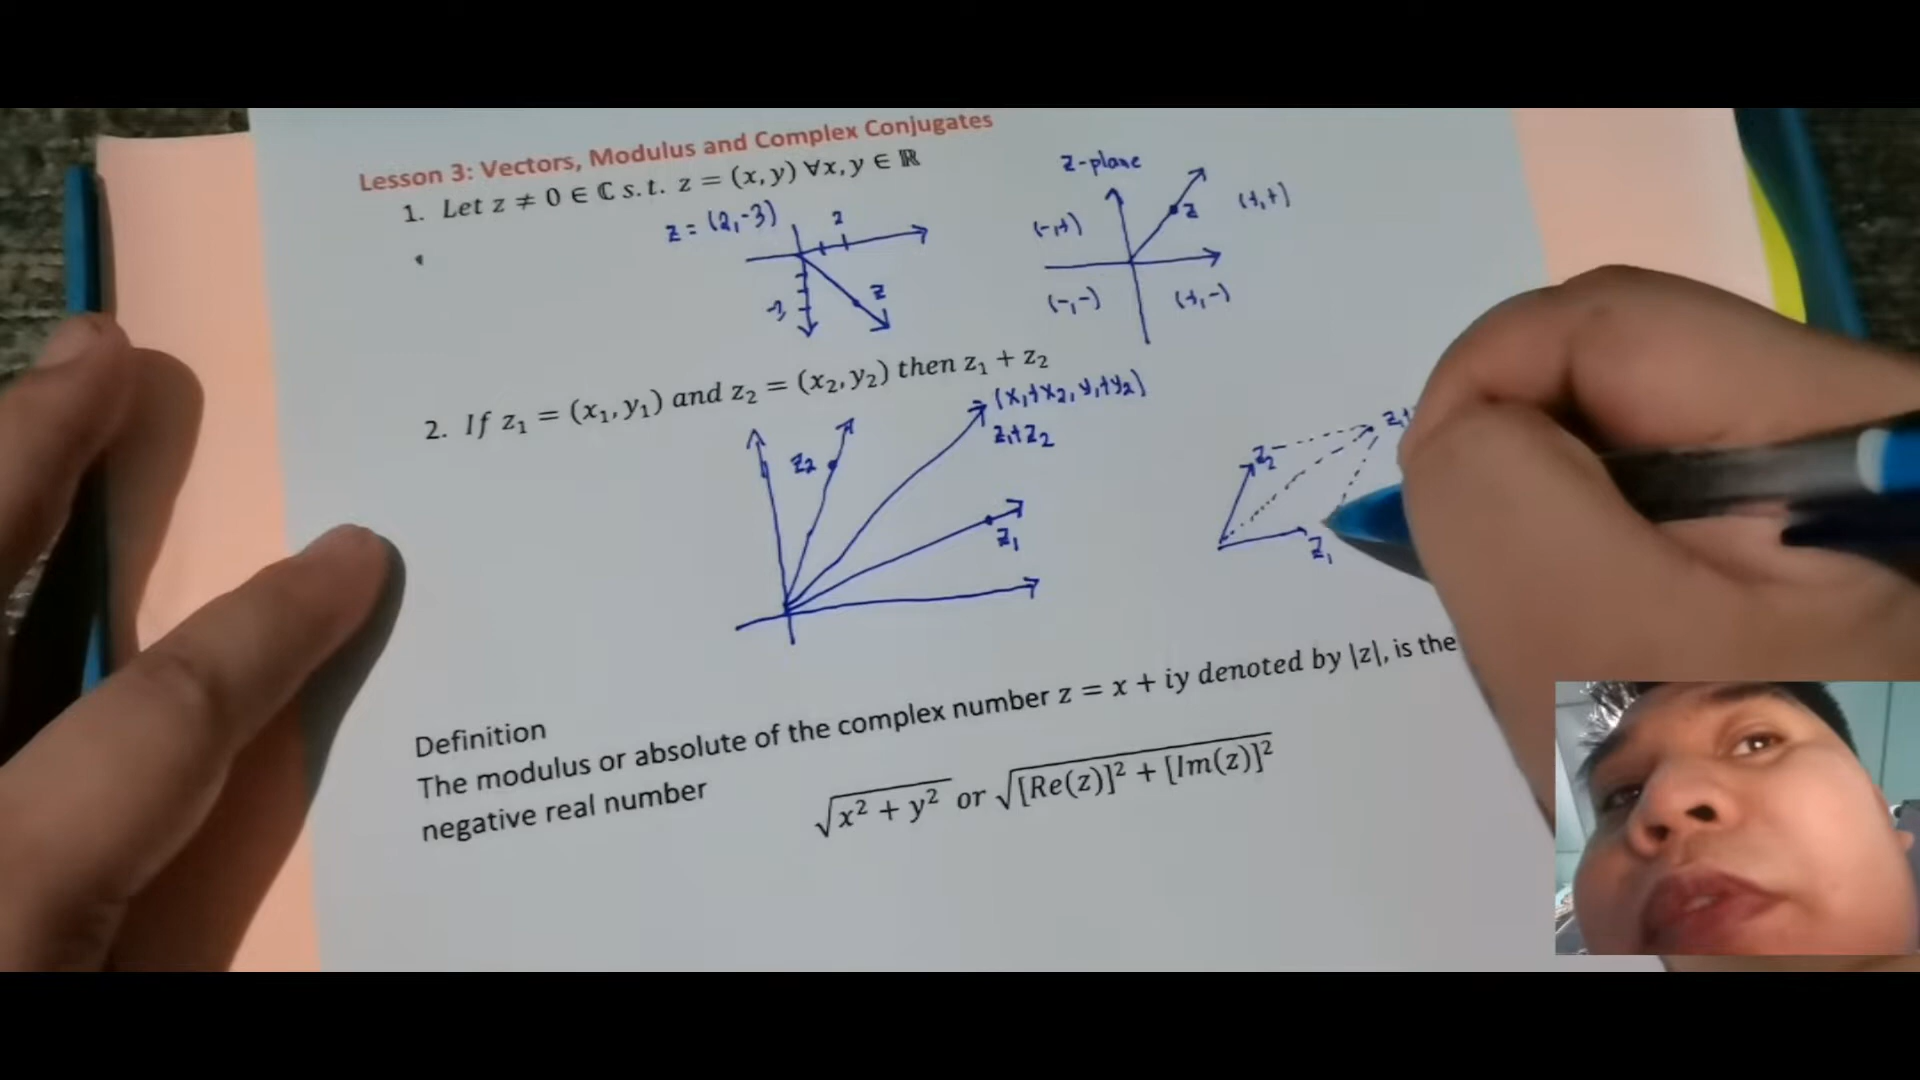 Lesson 3: Vectors, Modulus and Complex Conjugates
1. Let z ≠ 0 ∈ ℂ s.t. z = (x, y) ∀x, y ∈ ℝ
z-plane
z = (2,-3)
2
-3
z
z
(-,+)
(+,+)
(-,-)
(+,-)
2. If z₁ = (x₁, y₁) and z₂ = (x₂, y₂) then z₁ + z₂
(x₁+x₂, y₁+y₂)
z₁+z₂
z₂
z₁
z₂
z₁
Definition
The modulus or absolute of the complex number z = x + iy denoted by |z|, is the
negative real number
√x² + y² or √[Re(z)]² + [Im(z)]²